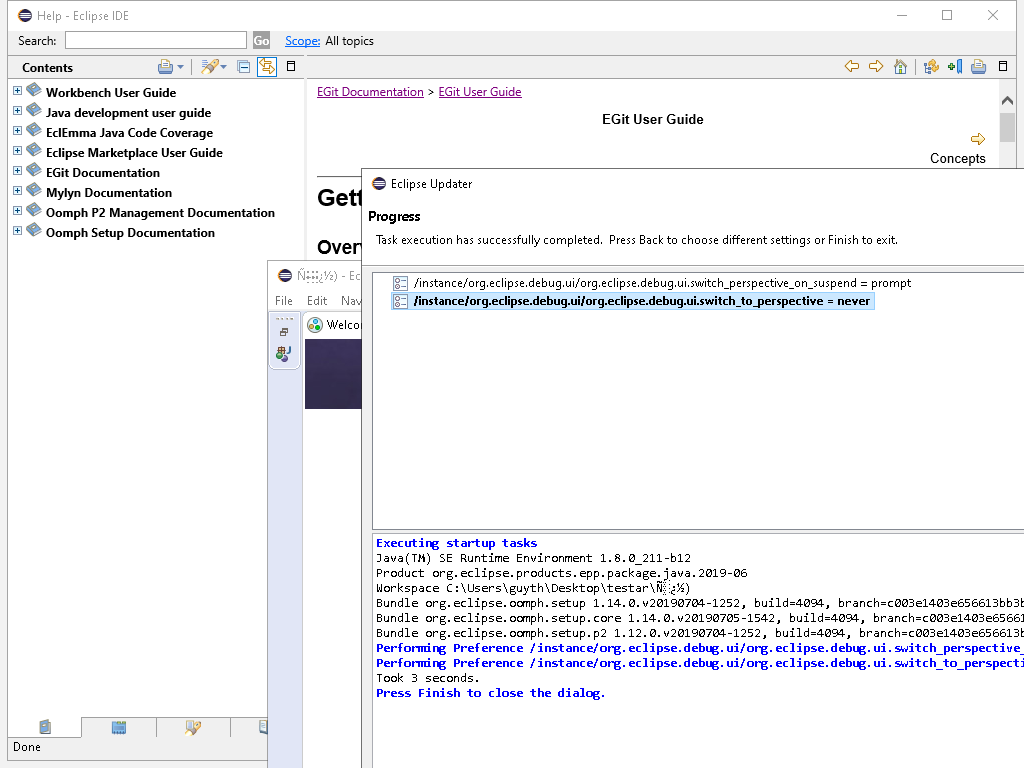 Help - Eclipse IDE
Search:
Go
Scope: All topics
Contents
Workbench User Guide
Java development user guide
EclEmma Java Code Coverage
Eclipse Marketplace User Guide
EGit Documentation
Mylyn Documentation
Oomph P2 Management Documentation
Oomph Setup Documentation
EGit Documentation > EGit User Guide
EGit User Guide
Concepts
Gett
Over
- Ec
File Edit Nav
Welco
Eclipse Updater
Progress
Task execution has successfully completed. Press Back to choose different settings or Finish to exit.
/instance/org.eclipse.debug.ui/org.eclipse.debug.ui.switch_perspective_on_suspend = prompt
/instance/org.eclipse.debug.ui/org.eclipse.debug.ui.switch_to_perspective = never
Executing startup tasks
Java(TM) SE Runtime Environment 1.8.0_211-b12
Product org.eclipse.products.epp.package.java.2019-06
Workspace C:\Users\guyth\Desktop\testar\
Bundle org.eclipse.oomph.setup 1.14.0.v20190704-1252, build=4094, branch=c003e1403e656613bb3b
Bundle org.eclipse.oomph.setup.core 1.14.0.v20190705-1542, build=4094, branch=c003e1403e6561
Bundle org.eclipse.oomph.setup.p2 1.12.0.v20190704-1252, build=4094, branch=c003e1403e656613
Performing Preference /instance/org.eclipse.debug.ui/org.eclipse.debug.ui.switch_perspective_
Performing Preference /instance/org.eclipse.debug.ui/org.eclipse.debug.ui.switch_to_perspecti
Took 3 seconds.
Press Finish to close the dialog.
Done